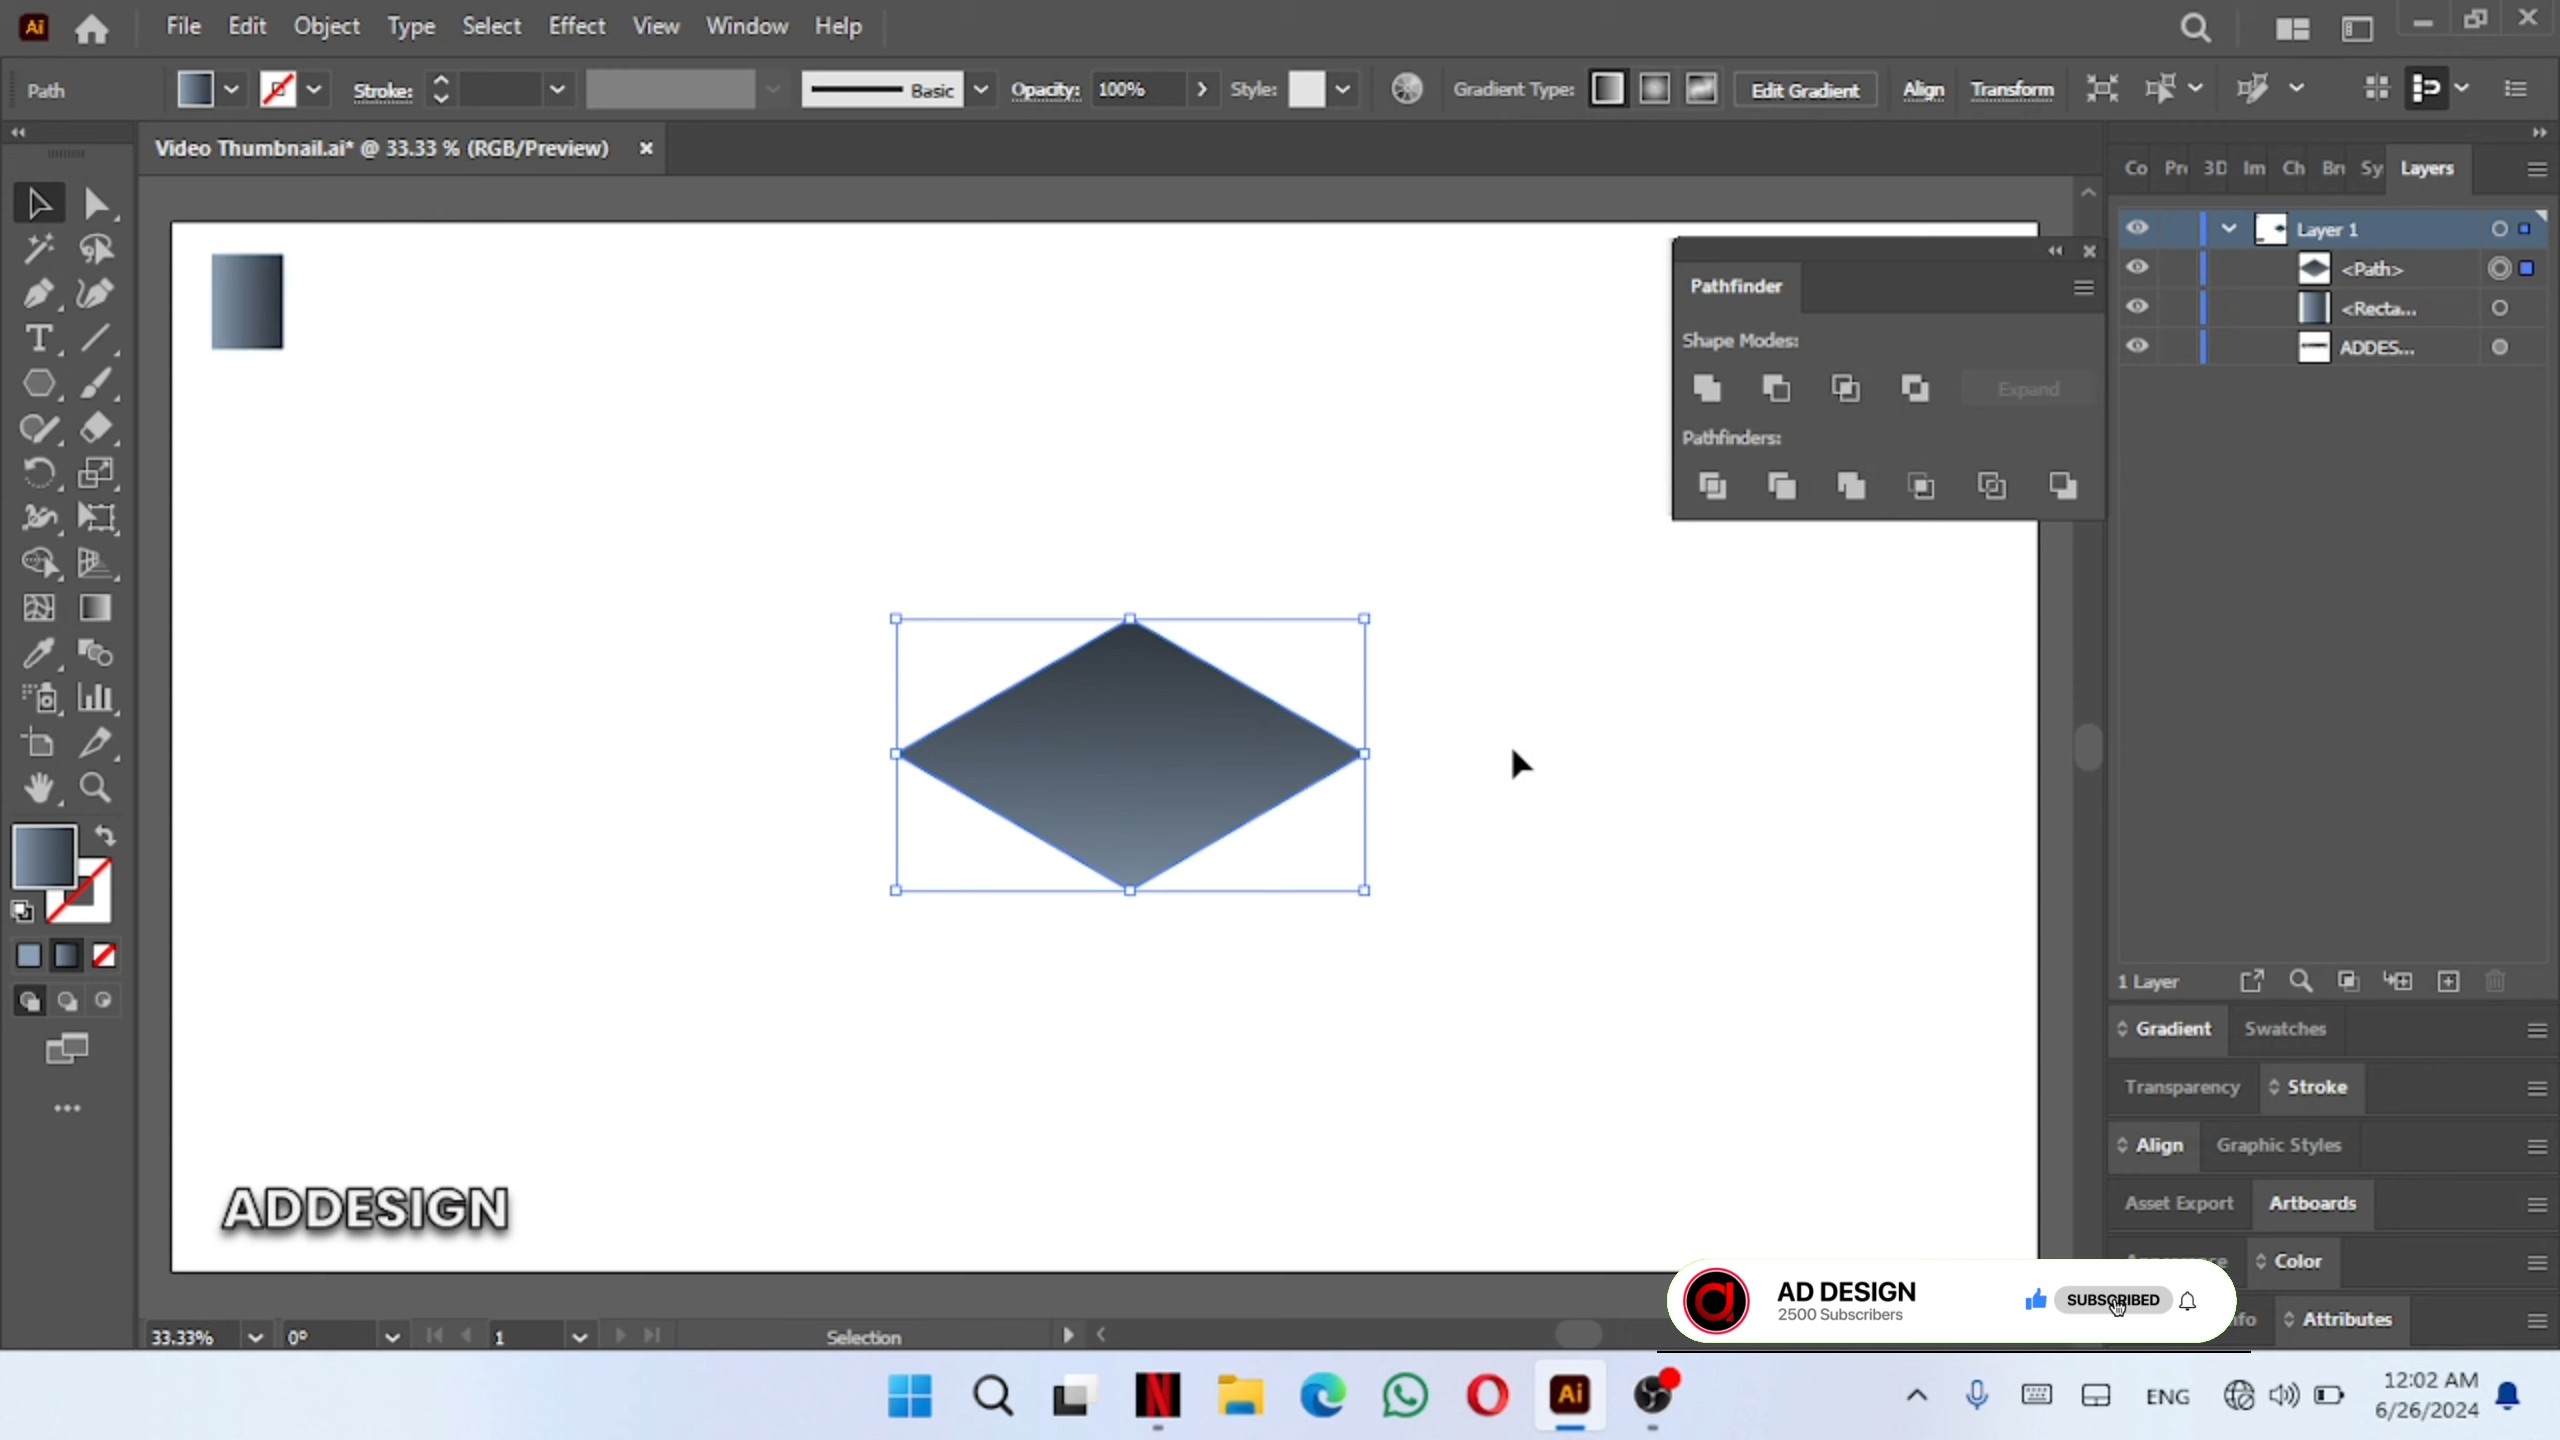 Ai File Edit Object Type Select Effect View Window Help
Path Stroke: Basic Opacity: 100% Style: Gradient Type: Edit Gradient Align Transform
Video Thumbnail.ai* @ 33.33 % (RGB/Preview)
Co Pr 3D Im Ch Br Sy Layers
Layer 1
<Path>
<Recta...
ADDES...
Pathfinder
Shape Modes:
Expand
Pathfinders:
ADDESIGN
1 Layer
Gradient Swatches
Transparency Stroke
Align Graphic Styles
Asset Export Artboards
Color
Attributes
AD DESIGN
2500 Subscribers
SUBSCRIBED
33.33% 0° 1 Selection
Ai ENG
12:02 AM
6/26/2024